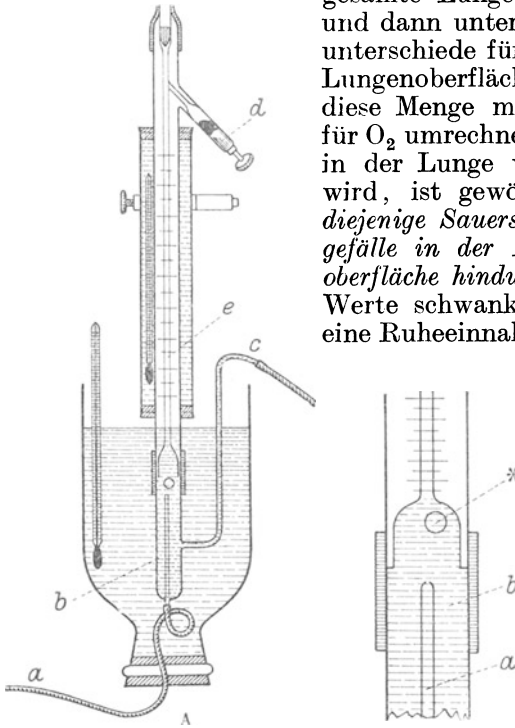 gesamte Lunge
und dann unter
unterschiede für
Lungenoberfläch
diese Menge m
für O₂ umrechne
in der Lunge
wird, ist gewö
diejenige Sauers
gefälle in der
oberfläche hindu
Werte schwank
eine Ruheeinnah
d
e
c
b
a
A
*
b
a